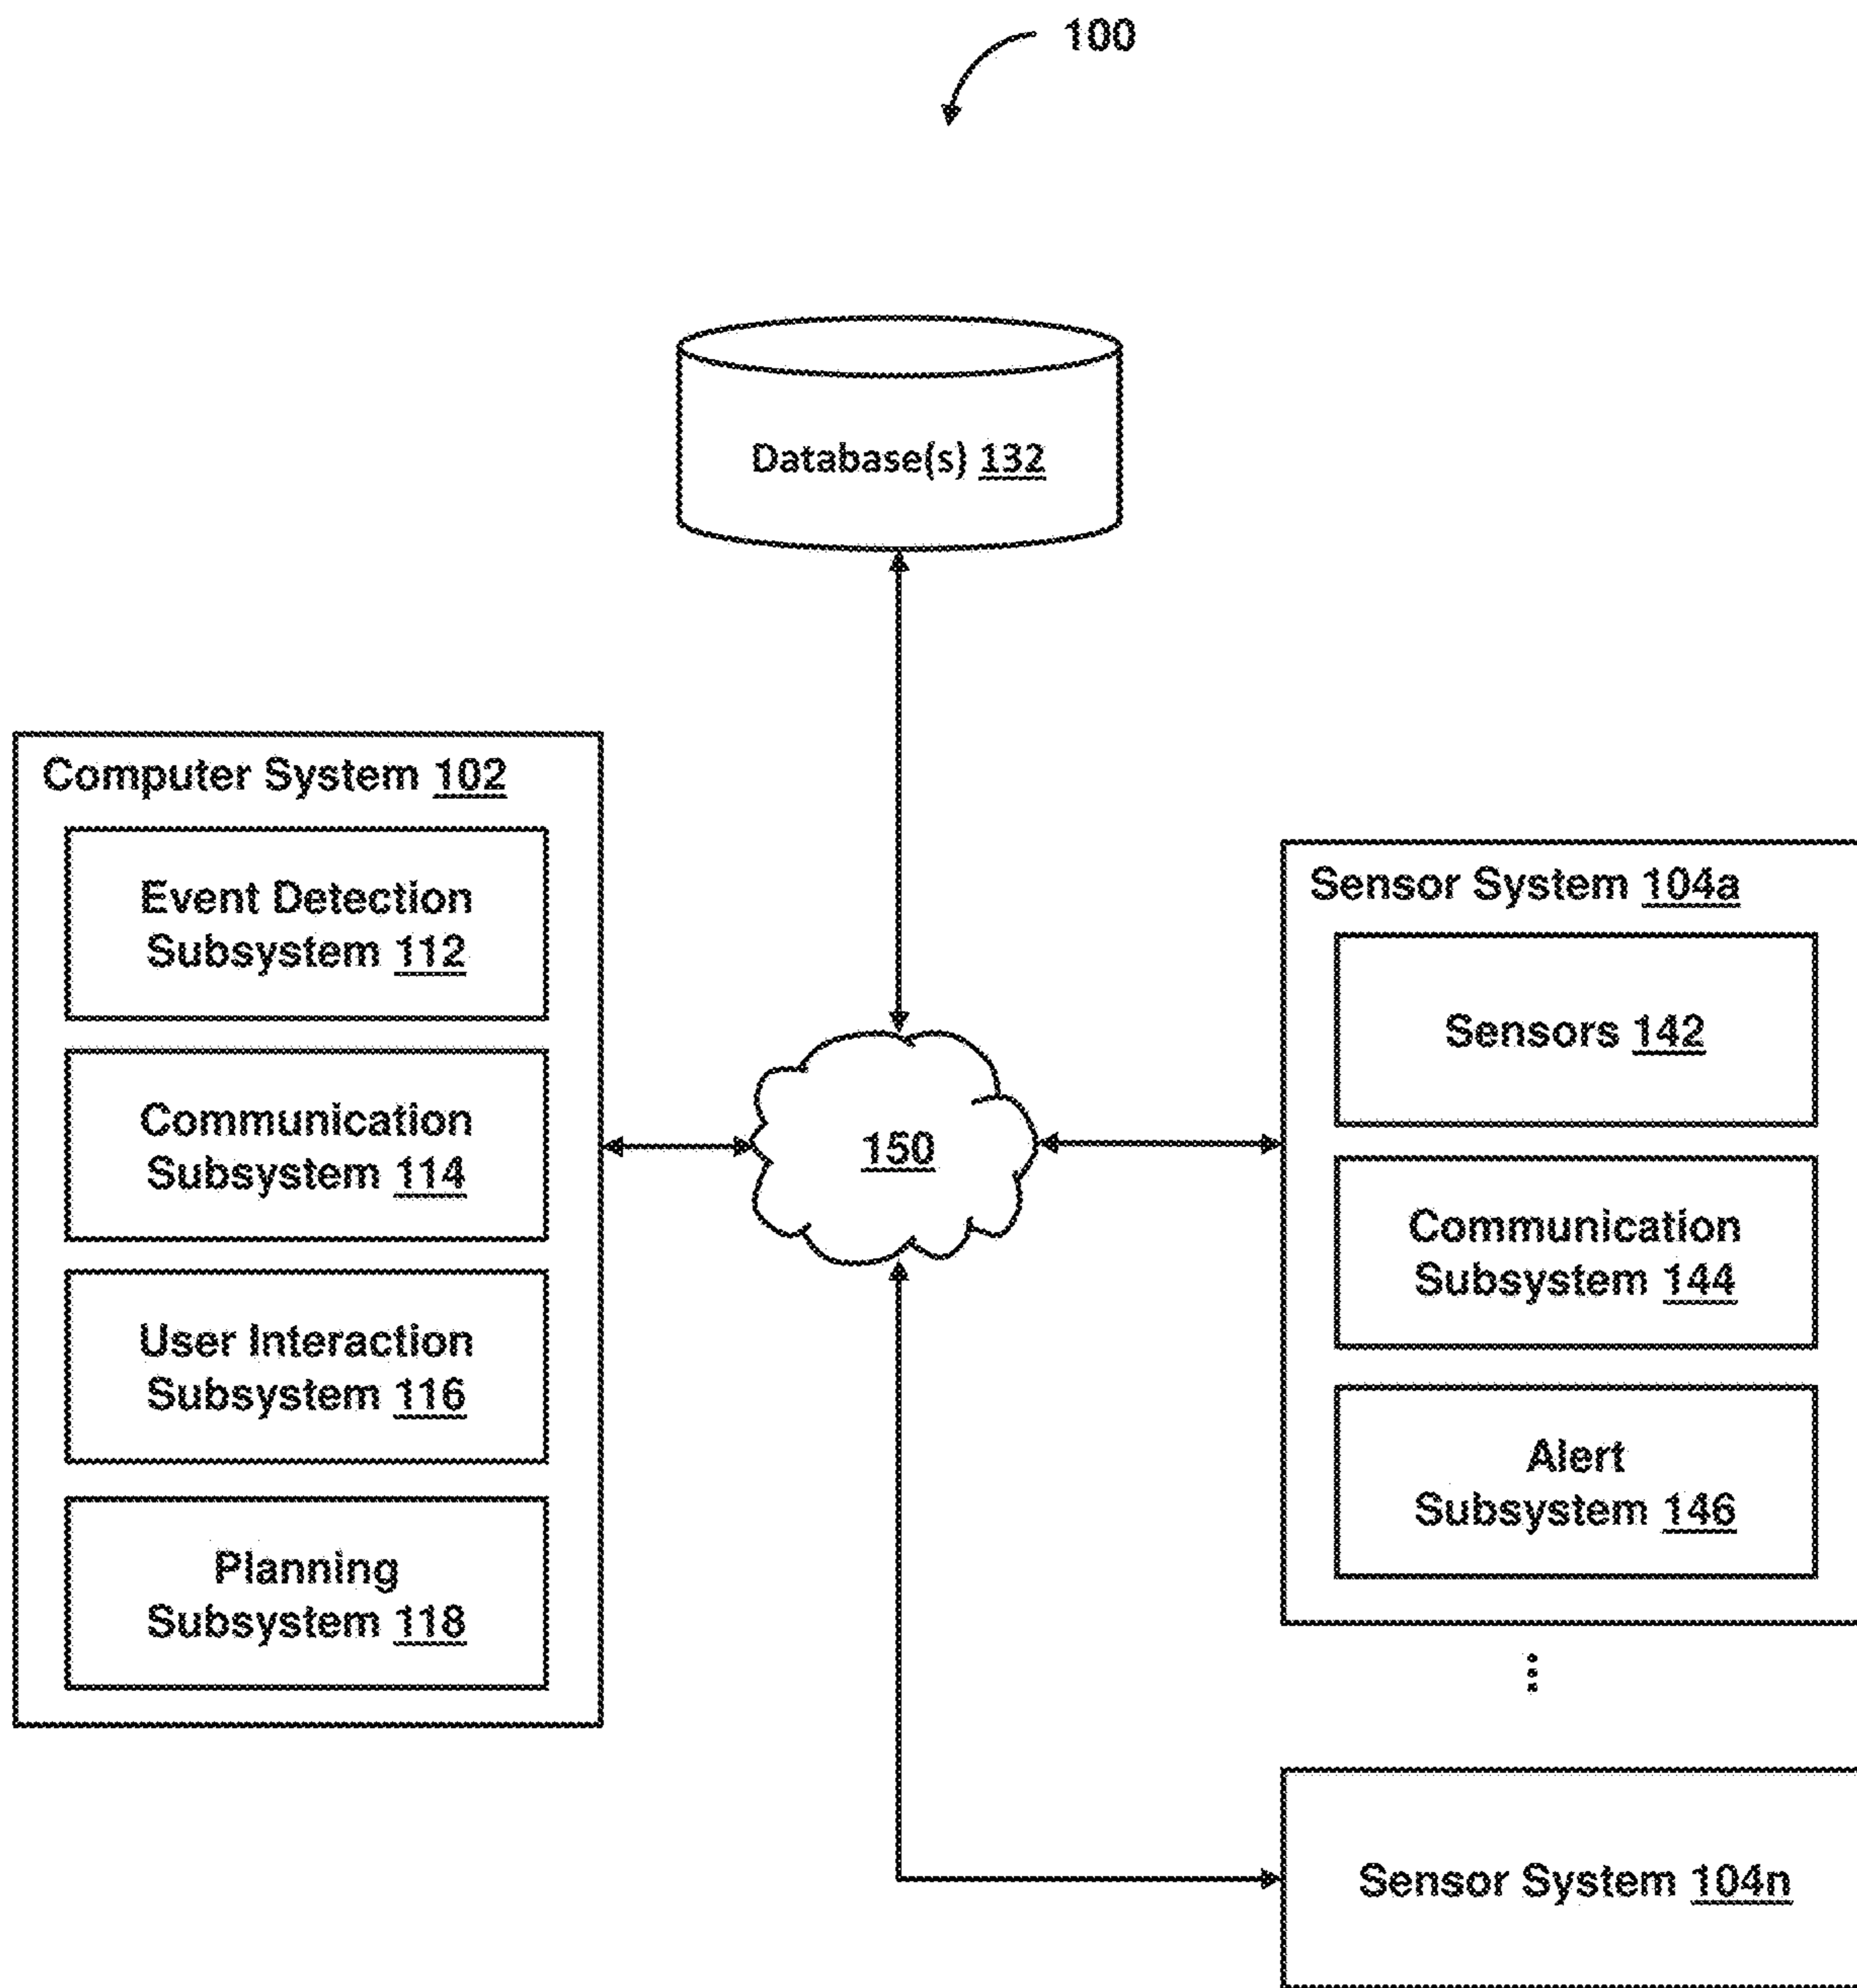 100
Database(s) 132
Computer System 102
Event Detection
Subsystem 112
Communication
Subsystem 114
User Interaction
Subsystem 116
Planning
Subsystem 118
150
Sensor System 104a
Sensors 142
Communication
Subsystem 144
Alert
Subsystem 146
...
Sensor System 104n